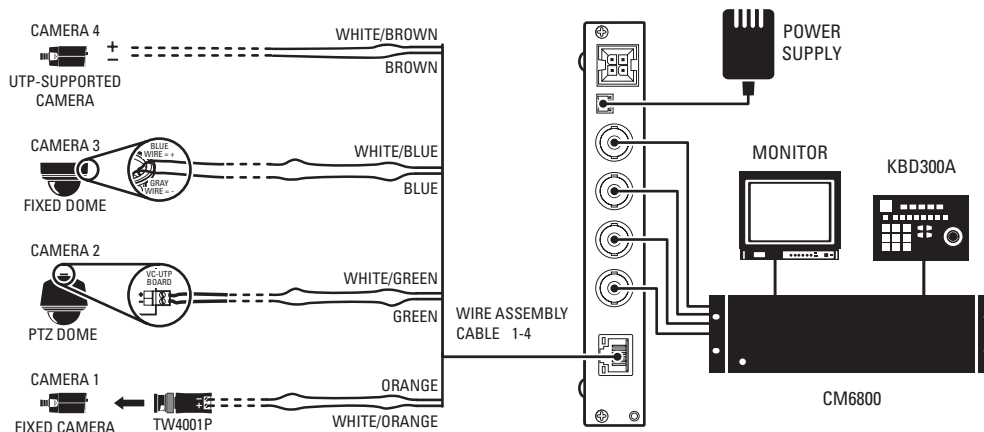 CAMERA 4
+
–
UTP-SUPPORTED
CAMERA
WHITE/BROWN
BROWN
CAMERA 3
BLUE
WIRE = +
GRAY
WIRE = -
FIXED DOME
WHITE/BLUE
BLUE
CAMERA 2
VC-UTP
BOARD
PTZ DOME
WHITE/GREEN
GREEN
CAMERA 1
FIXED CAMERA
TW4001P
–
+
ORANGE
WHITE/ORANGE
WIRE ASSEMBLY
CABLE 1-4
POWER
SUPPLY
MONITOR
KBD300A
CM6800